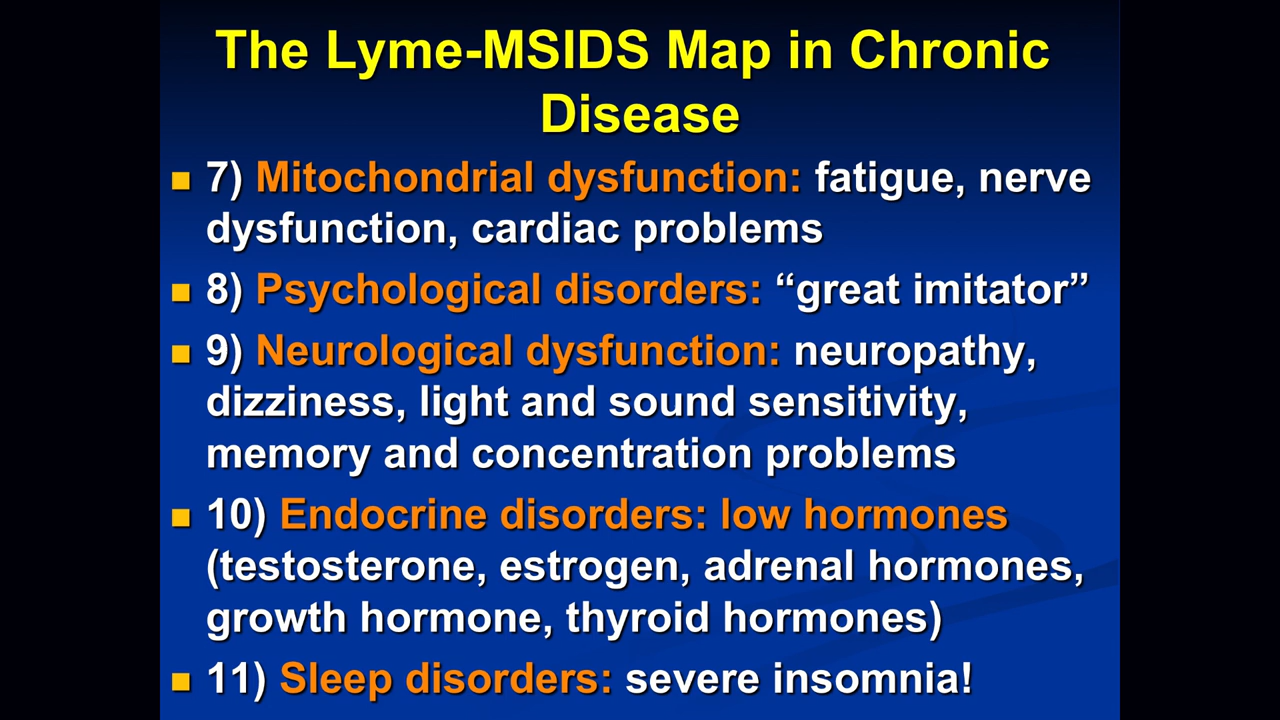 The Lyme-MSIDS Map in Chronic
Disease
7) Mitochondrial dysfunction: fatigue, nerve
dysfunction, cardiac problems
8) Psychological disorders: “great imitator”
9) Neurological dysfunction: neuropathy,
dizziness, light and sound sensitivity,
memory and concentration problems
10) Endocrine disorders: low hormones
(testosterone, estrogen, adrenal hormones,
growth hormone, thyroid hormones)
11) Sleep disorders: severe insomnia!